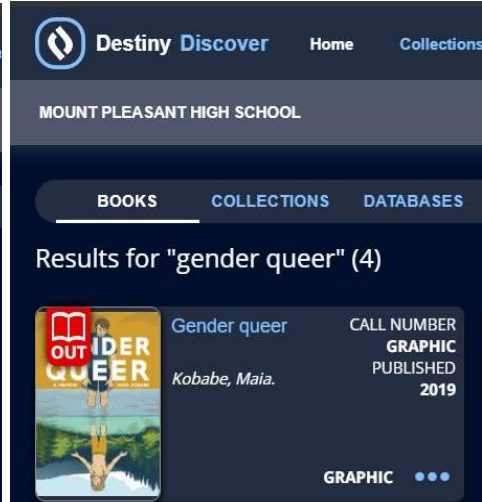 Destiny Discover Home Collections
MOUNT PLEASANT HIGH SCHOOL
BOOKS COLLECTIONS DATABASES
Results for "gender queer" (4)
OUT
GENDER
QUEER
Gender queer
Kobabe, Maia.
CALL NUMBER
GRAPHIC
PUBLISHED
2019
GRAPHIC